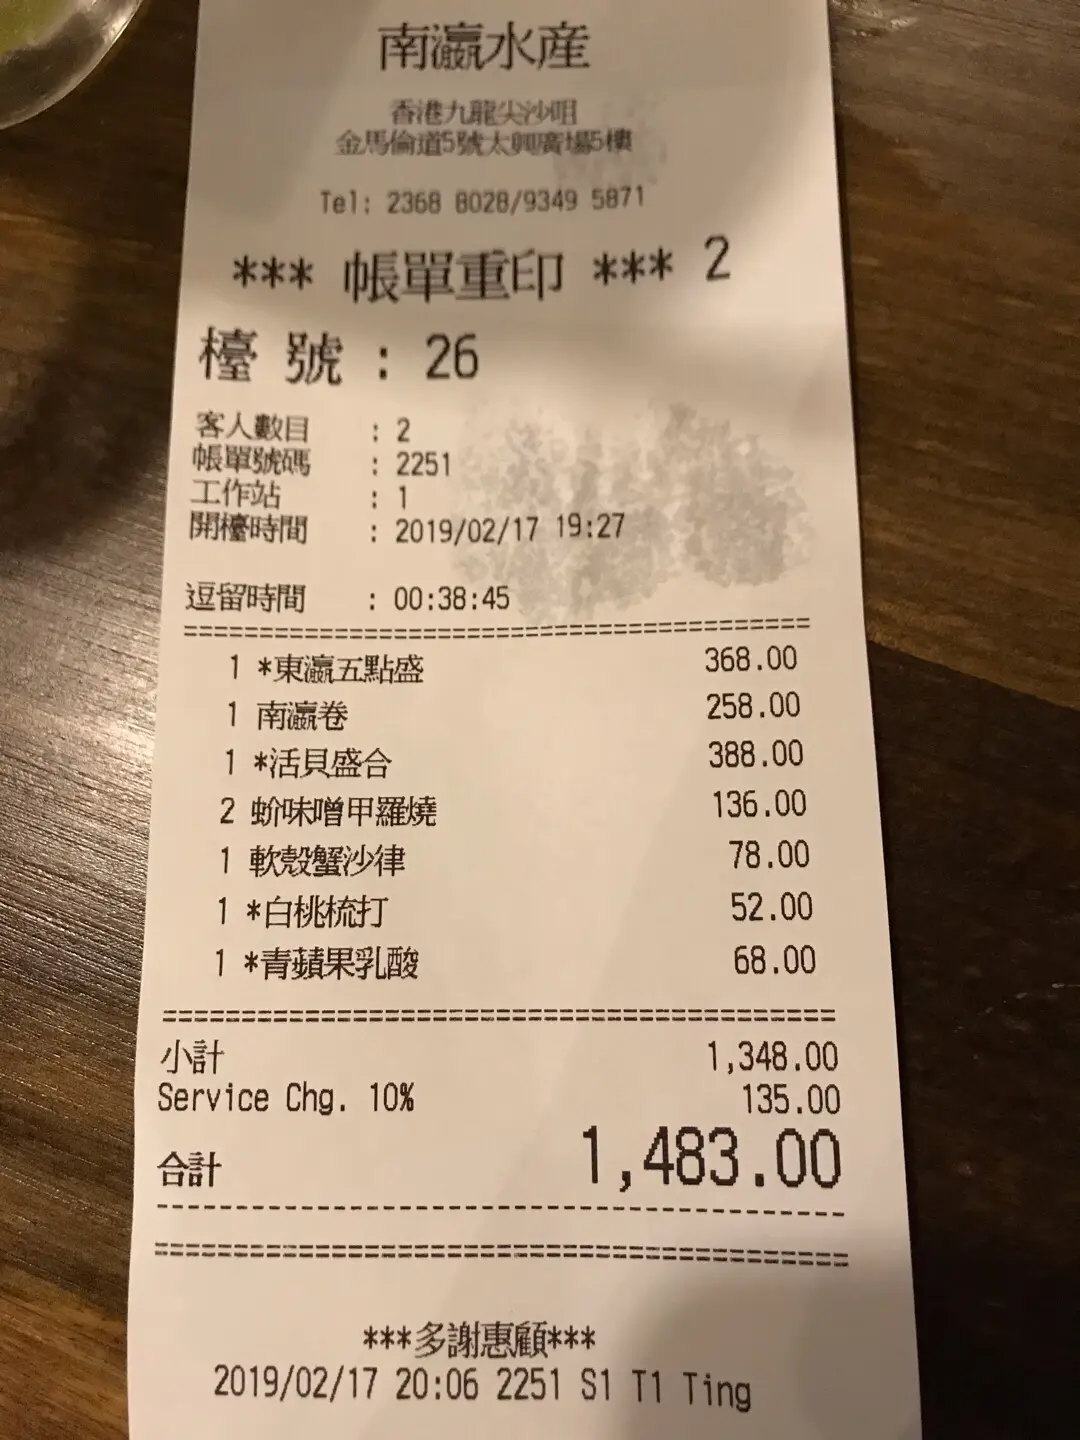 南瀛水産
香港九龍尖沙咀
金馬倫道5號太興廣場5樓
Tel: 2368 8028/9349 5871
*** 帳單重印 *** 2
檯 號 : 26
客人數目 : 2
帳單號碼 : 2251
工作站 : 1
開檯時間 : 2019/02/17 19:27
逗留時間 : 00:38:45
1 *東瀛五點盛 368.00
1 南瀛卷 258.00
1 *活貝盛合 388.00
2 蚧味噌甲羅燒 136.00
1 軟殼蟹沙律 78.00
1 *白桃梳打 52.00
1 *青蘋果乳酸 68.00
小計 1,348.00
Service Chg. 10% 135.00
合計 1,483.00
***多謝惠顧***
2019/02/17 20:06 2251 S1 T1 Ting